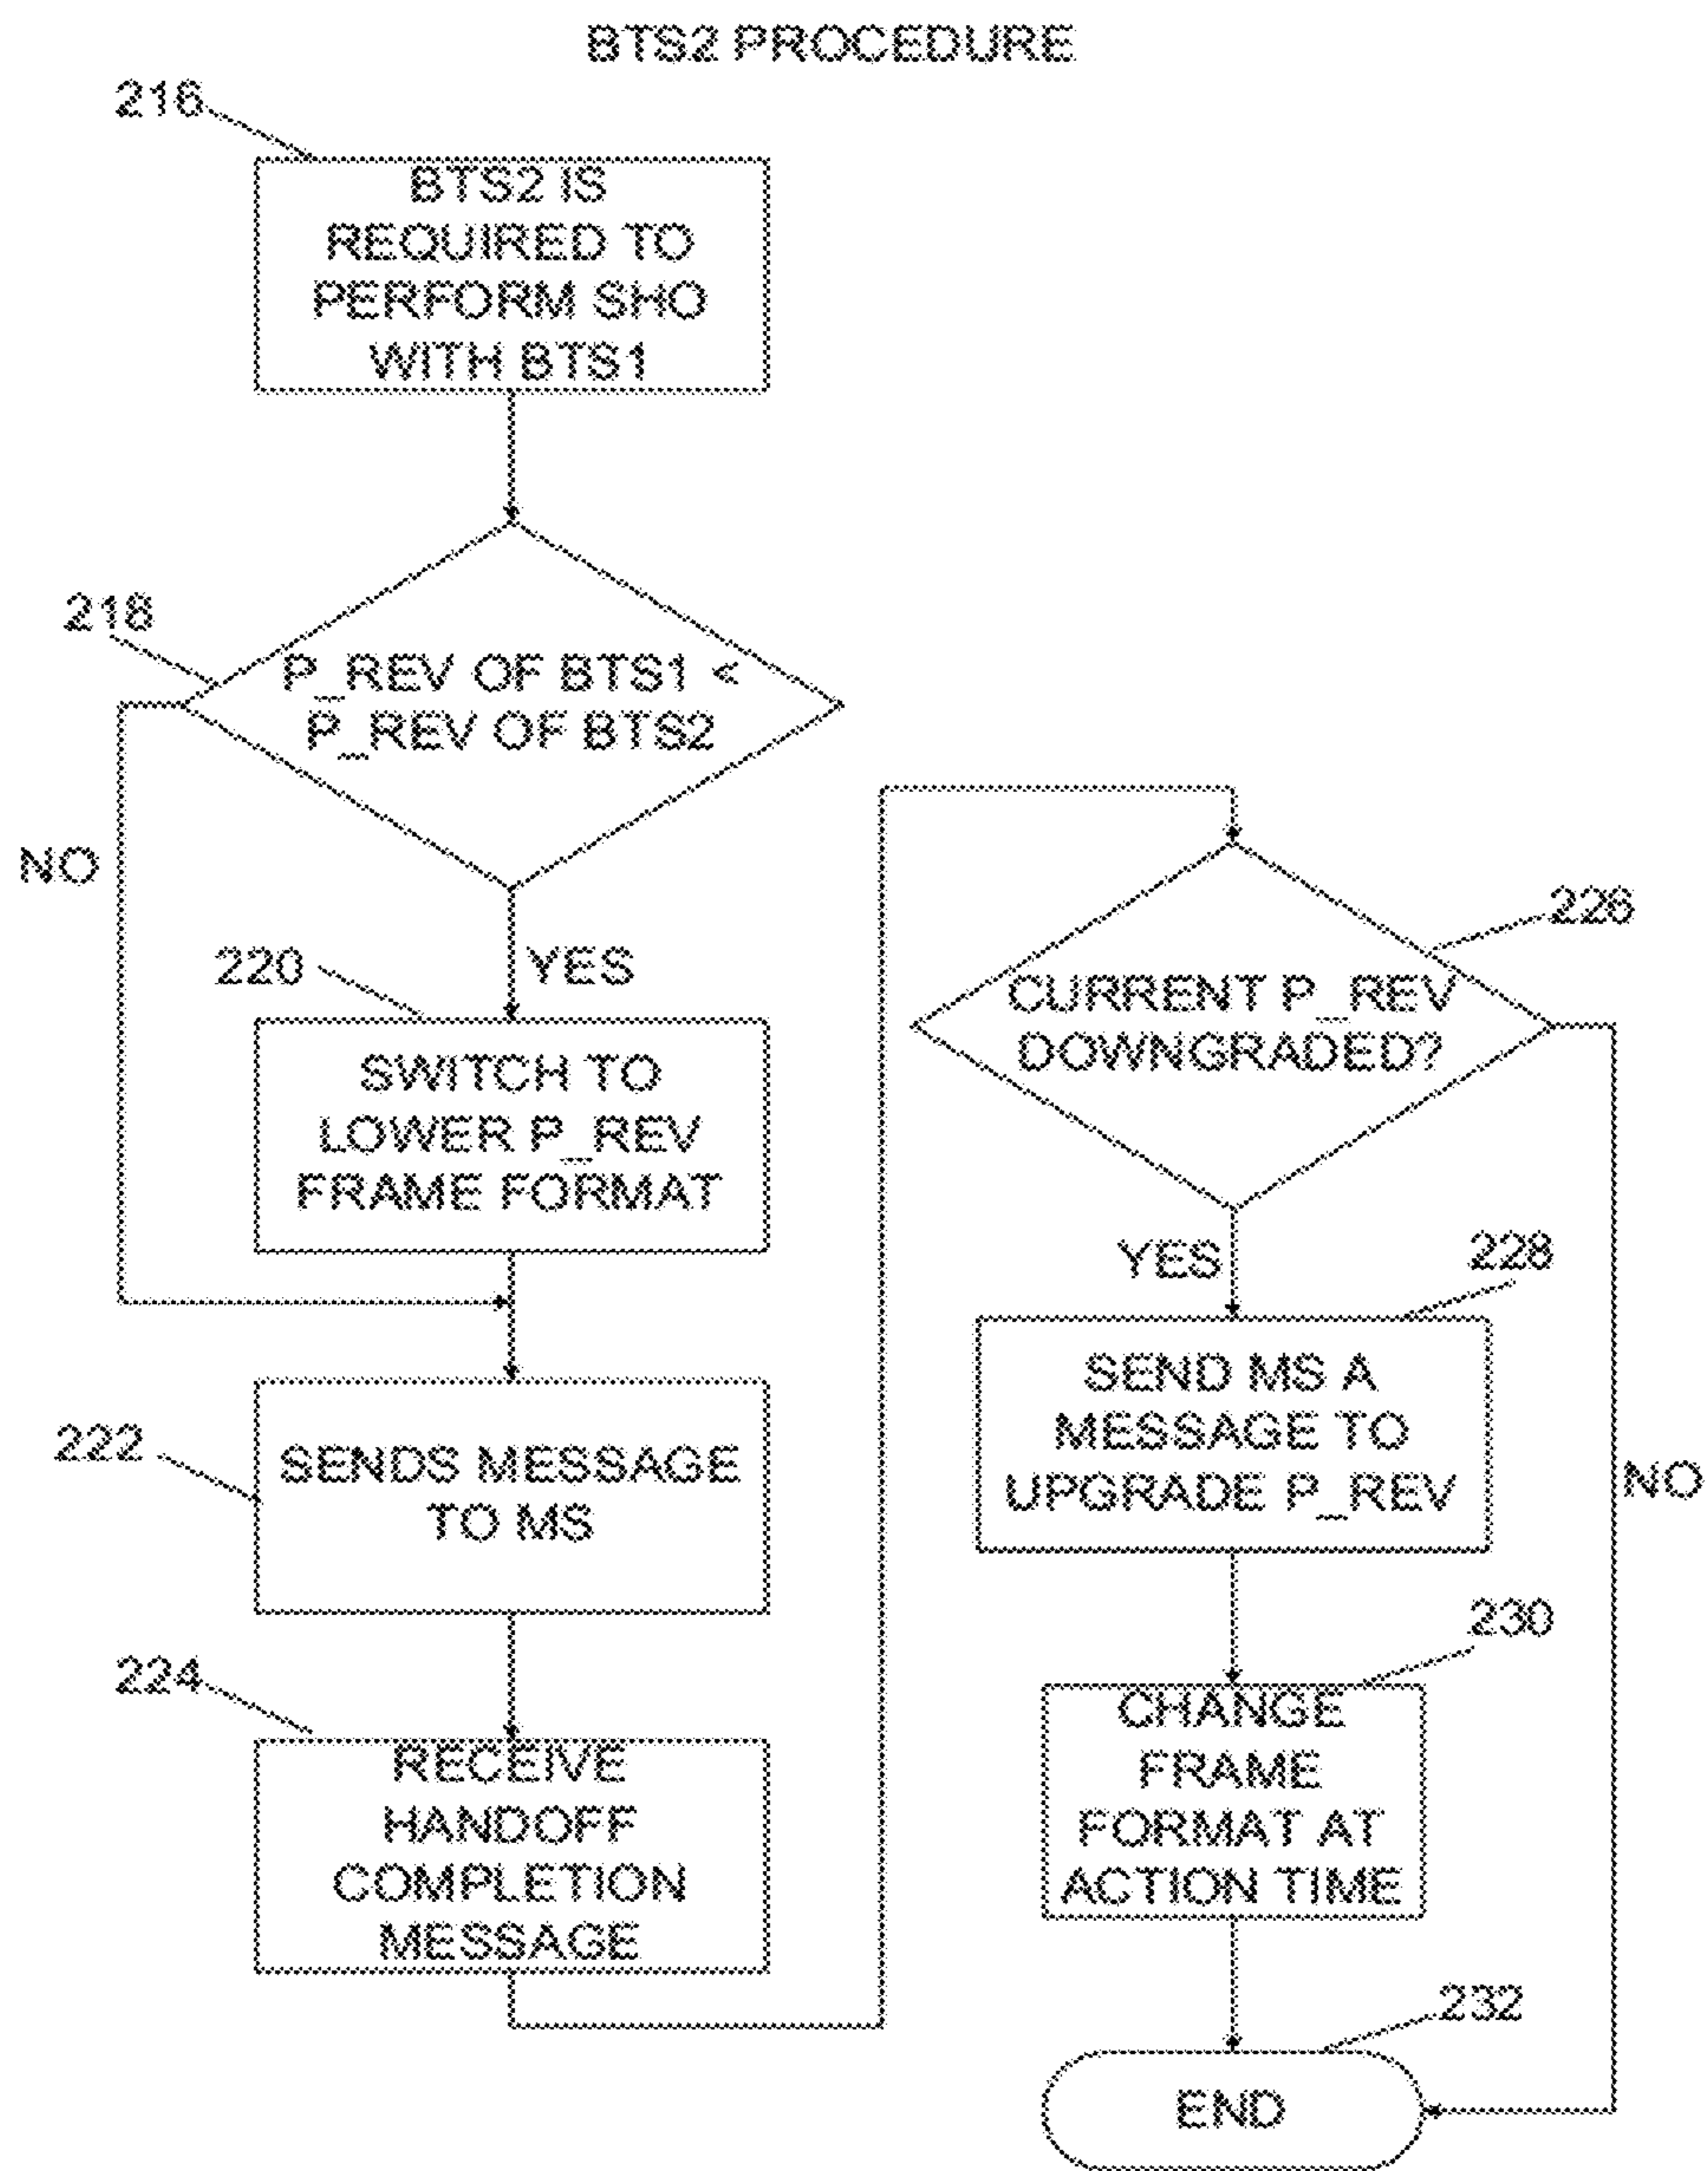 BTS2 PROCEDURE
216
BTS2 IS
REQUIRED TO
PERFORM SHO
WITH BTS1
218
P_REV OF BTS1 <
P_REV OF BTS2
NO
220
YES
SWITCH TO
LOWER P_REV
FRAME FORMAT
222
SENDS MESSAGE
TO MS
224
RECEIVE
HANDOFF
COMPLETION
MESSAGE
226
CURRENT P_REV
DOWNGRADED?
YES
228
SEND MS A
MESSAGE TO
UPGRADE P_REV
NO
230
CHANGE
FRAME
FORMAT AT
ACTION TIME
232
END